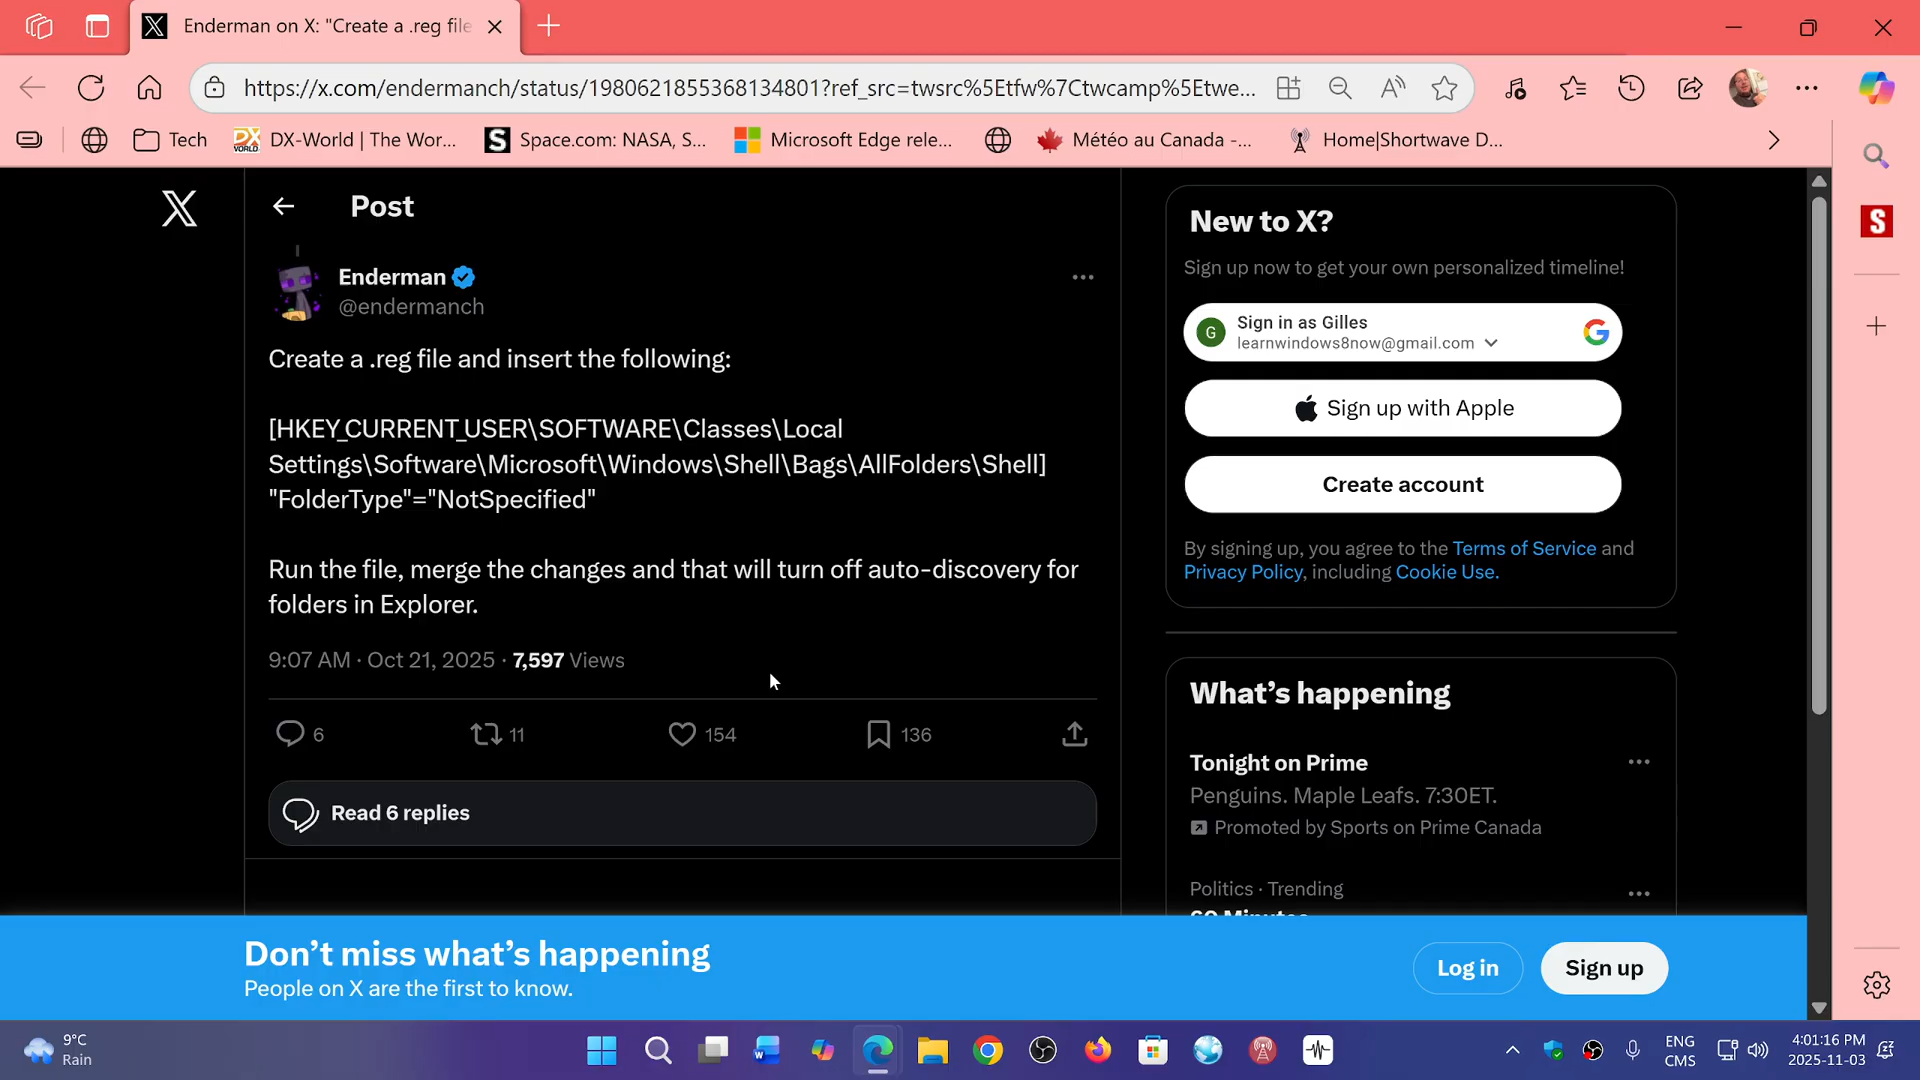 Enderman on X: "Create a .reg file
https://x.com/endermanch/status/1980621855368134801?ref_src=twsrc%5Etfw%7Ctwcamp%5Etwe...
Tech
DX-World | The Wor...
Space.com: NASA, S...
Microsoft Edge rele...
Météo au Canada -...
Home|Shortwave D...
Post
Enderman
@endermanch
Create a .reg file and insert the following:
[HKEY_CURRENT_USER\SOFTWARE\Classes\Local
Settings\Software\Microsoft\Windows\Shell\Bags\AllFolders\Shell]
"FolderType"="NotSpecified"
Run the file, merge the changes and that will turn off auto-discovery for
folders in Explorer.
9:07 AM · Oct 21, 2025 · 7,597 Views
6
11
154
136
Read 6 replies
New to X?
Sign up now to get your own personalized timeline!
G
Sign in as Gilles
learnwindows8now@gmail.com
Sign up with Apple
Create account
By signing up, you agree to the Terms of Service and
Privacy Policy, including Cookie Use.
What's happening
Tonight on Prime
Penguins. Maple Leafs. 7:30ET.
Promoted by Sports on Prime Canada
Politics · Trending
60 Minutes
Don't miss what's happening
People on X are the first to know.
Log in
Sign up
9°C
Rain
ENG
CMS
4:01:16 PM
2025-11-03